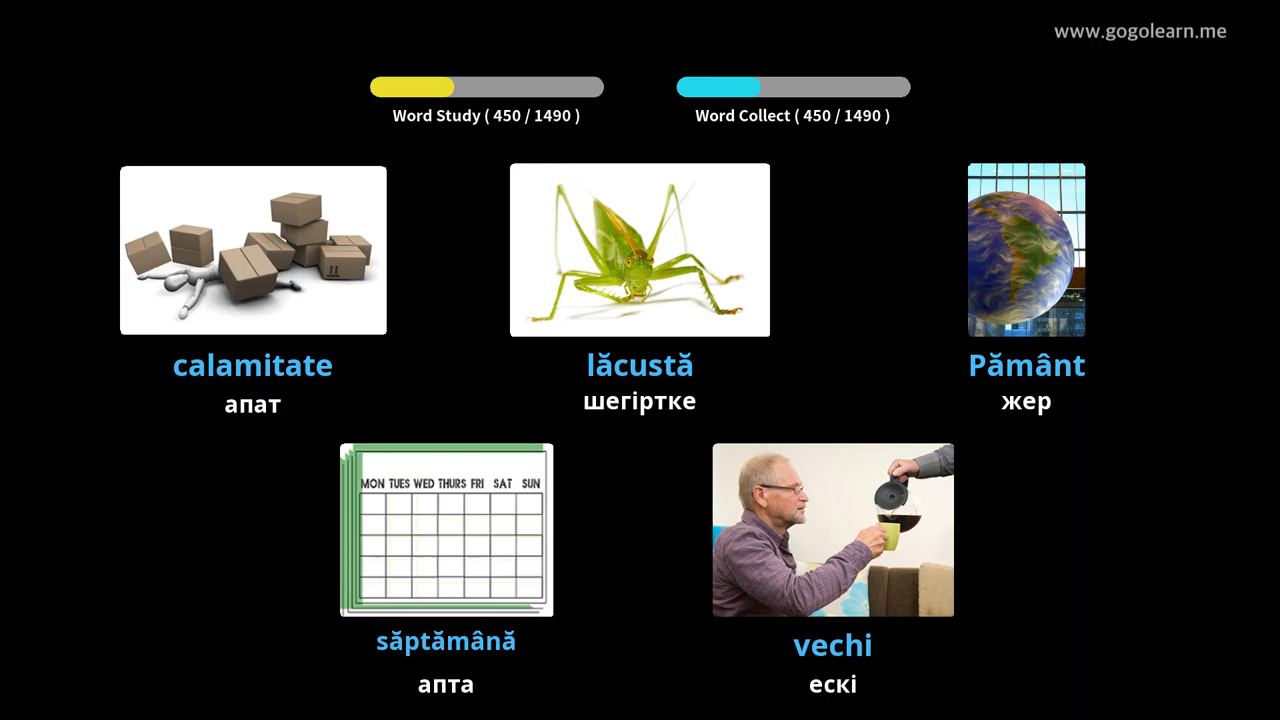 www.gogolearn.me
Word Study ( 450 / 1490 )
Word Collect ( 450 / 1490 )
calamitate
апат
lăcustă
шегіртке
Pământ
жер
MON TUES WED THURS FRI SAT SUN
săptămână
апта
vechi
ескі